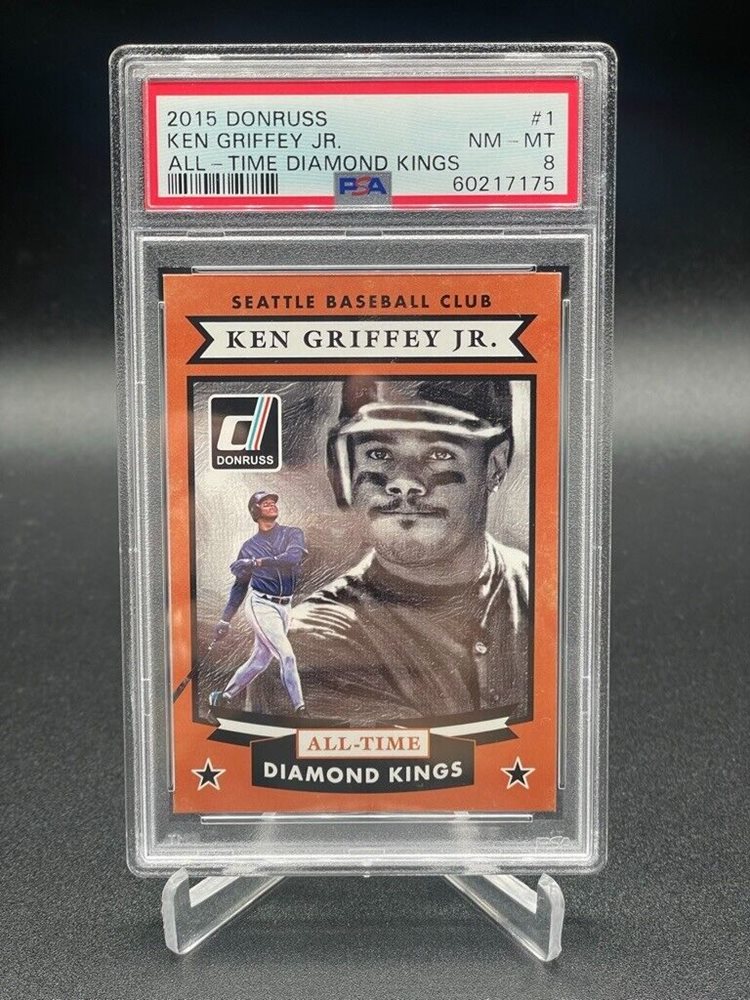 2015 DONRUSS #1
KEN GRIFFEY JR. NM - MT
ALL - TIME DIAMOND KINGS 8
PSA 60217175
SEATTLE BASEBALL CLUB
KEN GRIFFEY JR.
d
DONRUSS
ALL-TIME
DIAMOND KINGS